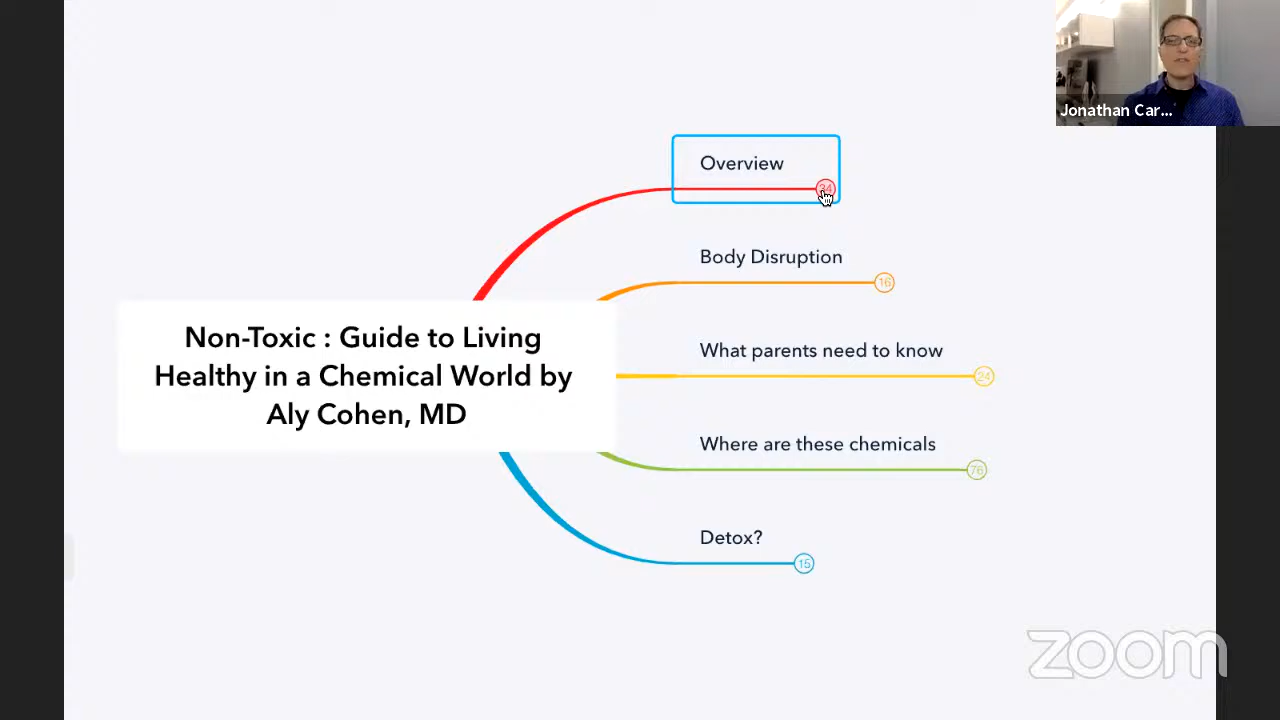 Jonathan Car...
Overview
34
Body Disruption
16
Non-Toxic : Guide to Living
Healthy in a Chemical World by
Aly Cohen, MD
What parents need to know
24
Where are these chemicals
76
Detox?
15
zoom